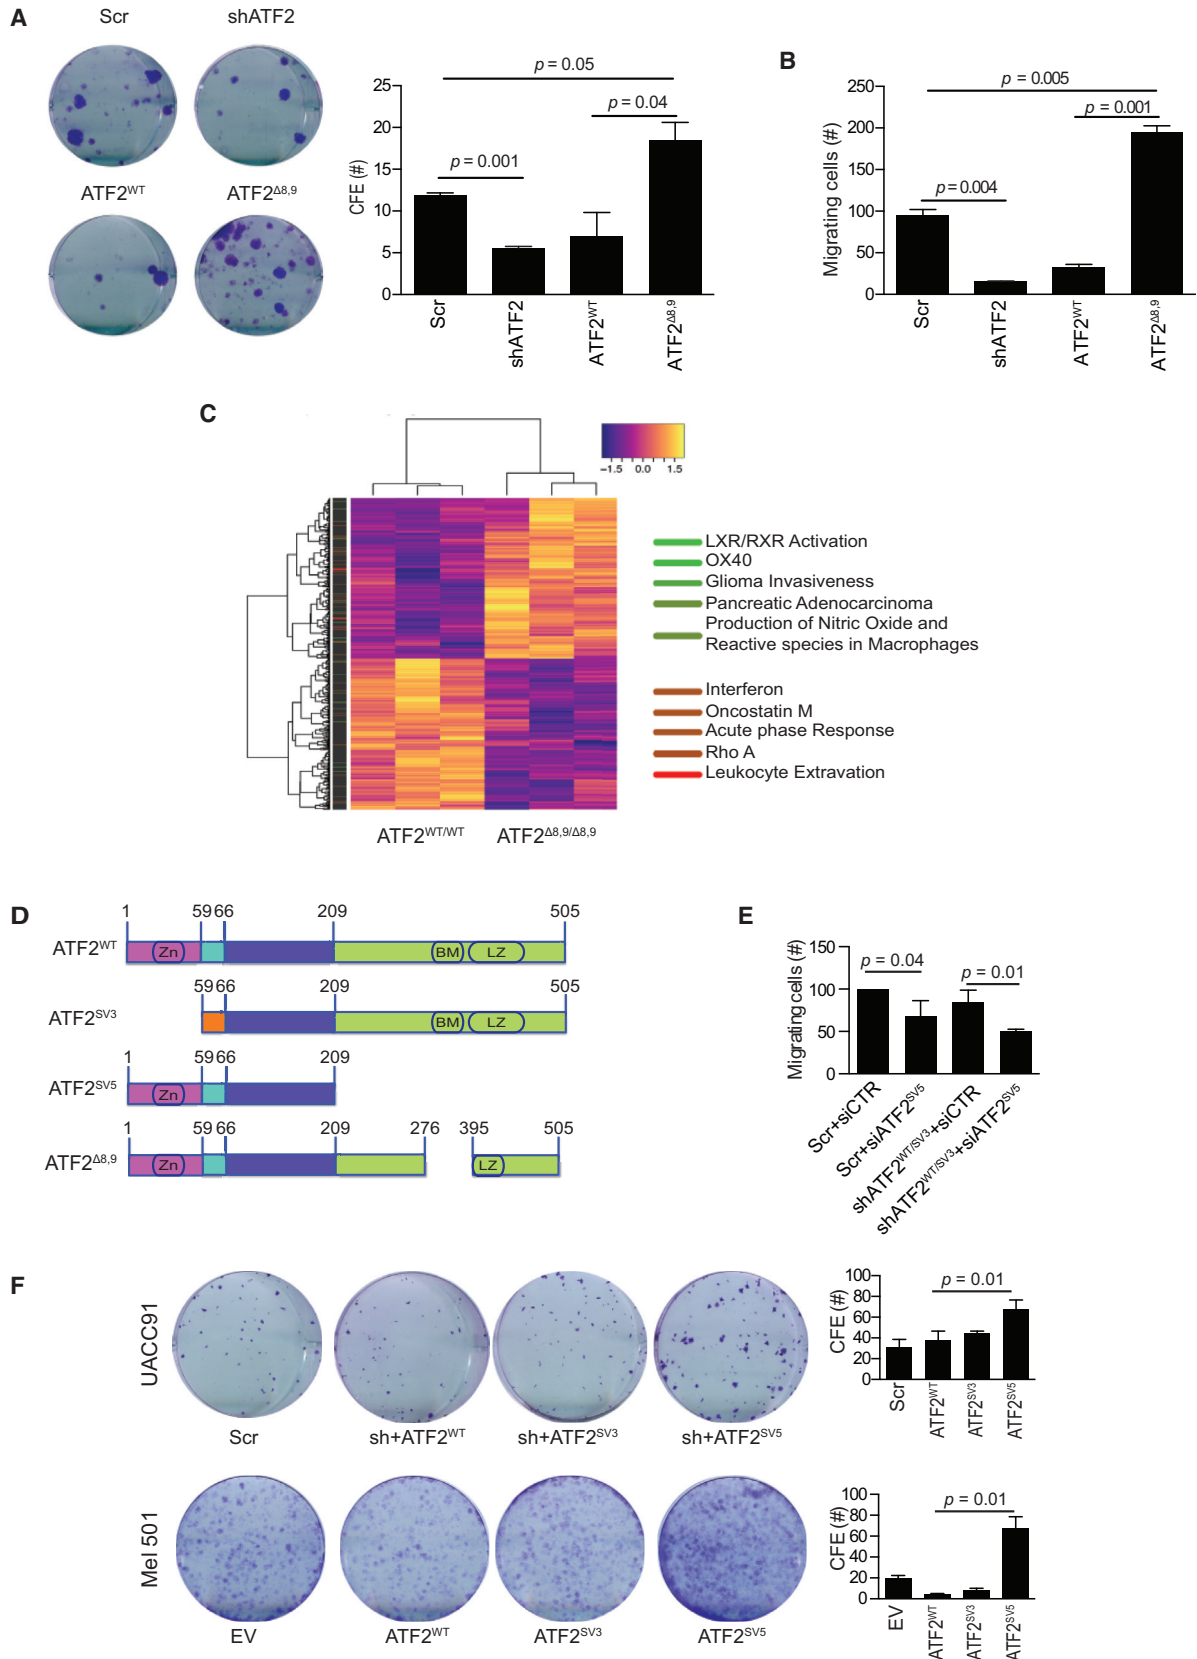 A
Scr
shATF2
ATF2WT
ATF2Δ8,9
CFE (#)
25
20
15
10
5
0
p = 0.05
p = 0.04
p = 0.001
Scr
shATF2
ATF2WT
ATF2Δ8,9
B
Migrating cells (#)
250
200
150
100
50
0
p = 0.005
p = 0.001
p = 0.004
Scr
shATF2
ATF2WT
ATF2Δ8,9
C
−1.5 0.0 1.5
LXR/RXR Activation
OX40
Glioma Invasiveness
Pancreatic Adenocarcinoma
Production of Nitric Oxide and
Reactive species in Macrophages
Interferon
Oncostatin M
Acute phase Response
Rho A
Leukocyte Extravation
ATF2WT/WT
ATF2Δ8,9/Δ8,9
D
1 59 66 209 505
ATF2WT
Zn BM LZ
59 66 209 505
ATF2SV3
BM LZ
1 59 66 209
ATF2SV5
Zn
1 59 66 209 276 395 505
ATF2Δ8,9
Zn LZ
E
Migrating cells (#)
150
100
50
0
p = 0.04
p = 0.01
Scr+siCTR
Scr+siATF2SV5
shATF2WT/SV3+siCTR
shATF2WT/SV3+siATF2SV5
F
UACC91
Scr
sh+ATF2WT
sh+ATF2SV3
sh+ATF2SV5
CFE (#)
100
80
60
40
20
0
p = 0.01
Scr
ATF2WT
ATF2SV3
ATF2SV5
Mel 501
EV
ATF2WT
ATF2SV3
ATF2SV5
CFE (#)
100
80
60
40
20
0
p = 0.01
EV
ATF2WT
ATF2SV3
ATF2SV5